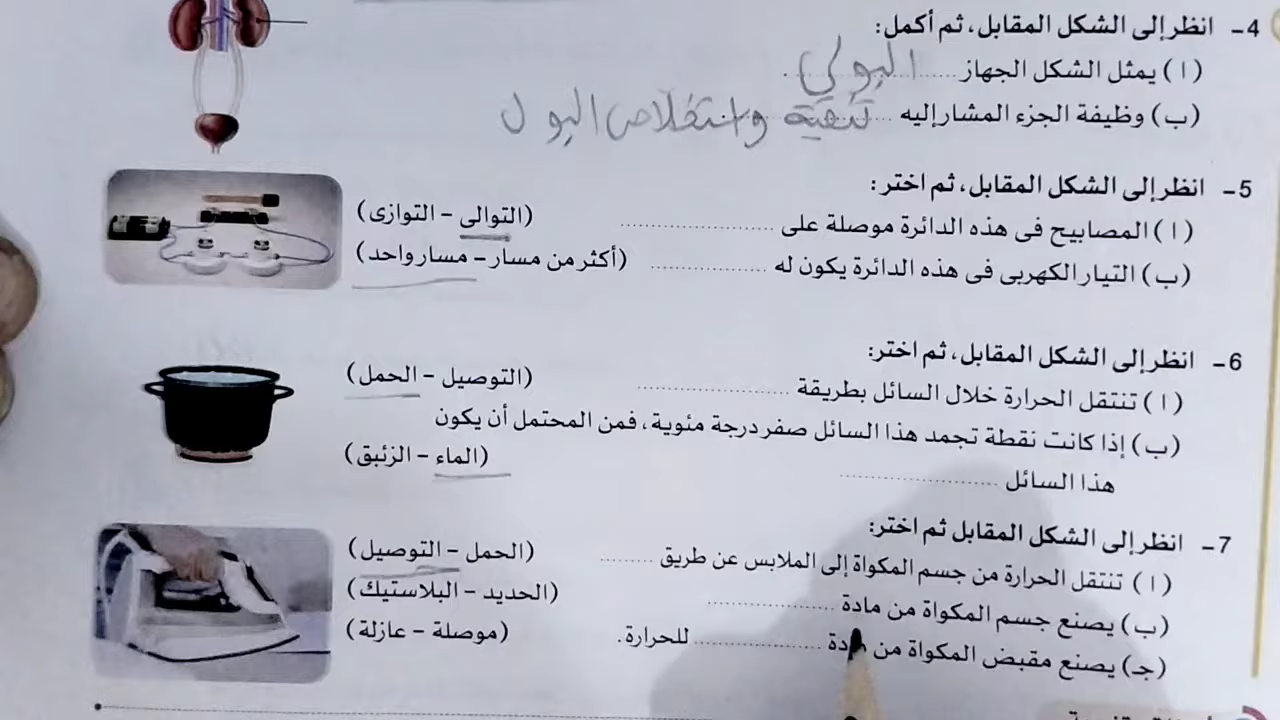 4- انظر إلى الشكل المقابل، ثم أكمل:
(ا) يمثل الشكل الجهاز ........ البولي ........
(ب) وظيفة الجزء المشار إليه ........ تنقية واستخلاص البول
5- انظر إلى الشكل المقابل، ثم اختر:
(ا) المصابيح فى هذه الدائرة موصلة على ........................ (التوالى - التوازى)
(ب) التيار الكهربى فى هذه الدائرة يكون له .................. (أكثر من مسار - مسار واحد)
6- انظر إلى الشكل المقابل، ثم اختر:
(ا) تنتقل الحرارة خلال السائل بطريقة ........................ (التوصيل - الحمل)
(ب) إذا كانت نقطة تجمد هذا السائل صفر درجة مئوية، فمن المحتمل أن يكون
هذا السائل ........................ (الماء - الزئبق)
7- انظر إلى الشكل المقابل ثم اختر:
(ا) تنتقل الحرارة من جسم المكواة إلى الملابس عن طريق ........ (الحمل - التوصيل)
(ب) يصنع جسم المكواة من مادة .................... (الحديد - البلاستيك)
(جـ) يصنع مقبض المكواة من مادة .................... للحرارة. (موصلة - عازلة)